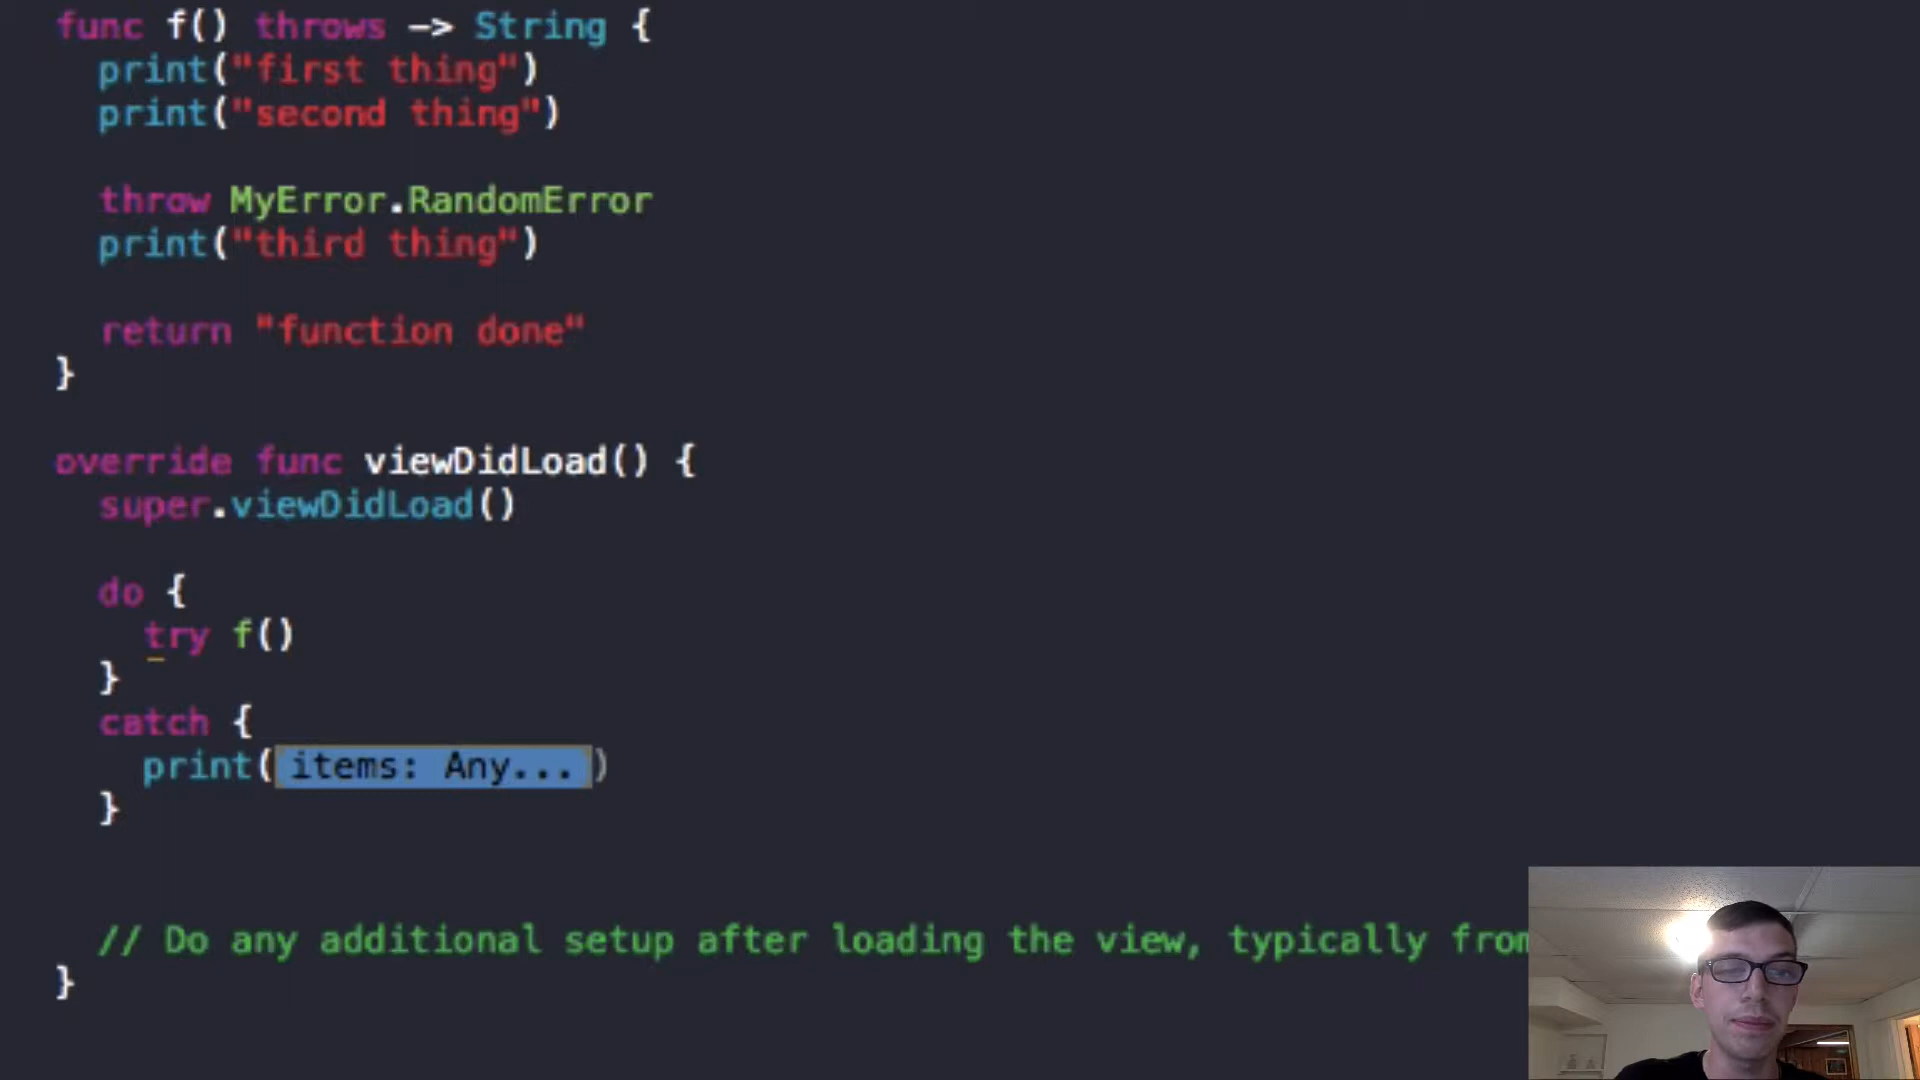 func f() throws -> String {
print("first thing")
print("second thing")
throw MyError.RandomError
print("third thing")
return "function done"
}
override func viewDidLoad() {
super.viewDidLoad()
do {
try f()
}
catch {
print(items: Any...)
}
// Do any additional setup after loading the view, typically from
}